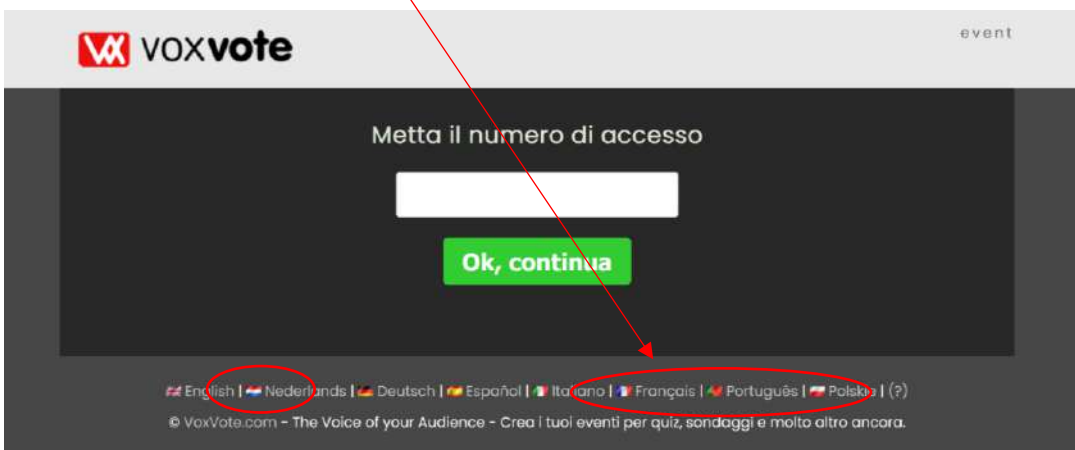 voxvote
event
Metta il numero di accesso
Ok, continua
English | Nederlands | Deutsch | Español | Italiano | Français | Português | Polskie | (?)
© VoxVote.com - The Voice of your Audience - Crea i tuoi eventi per quiz, sondaggi e molto altro ancora.